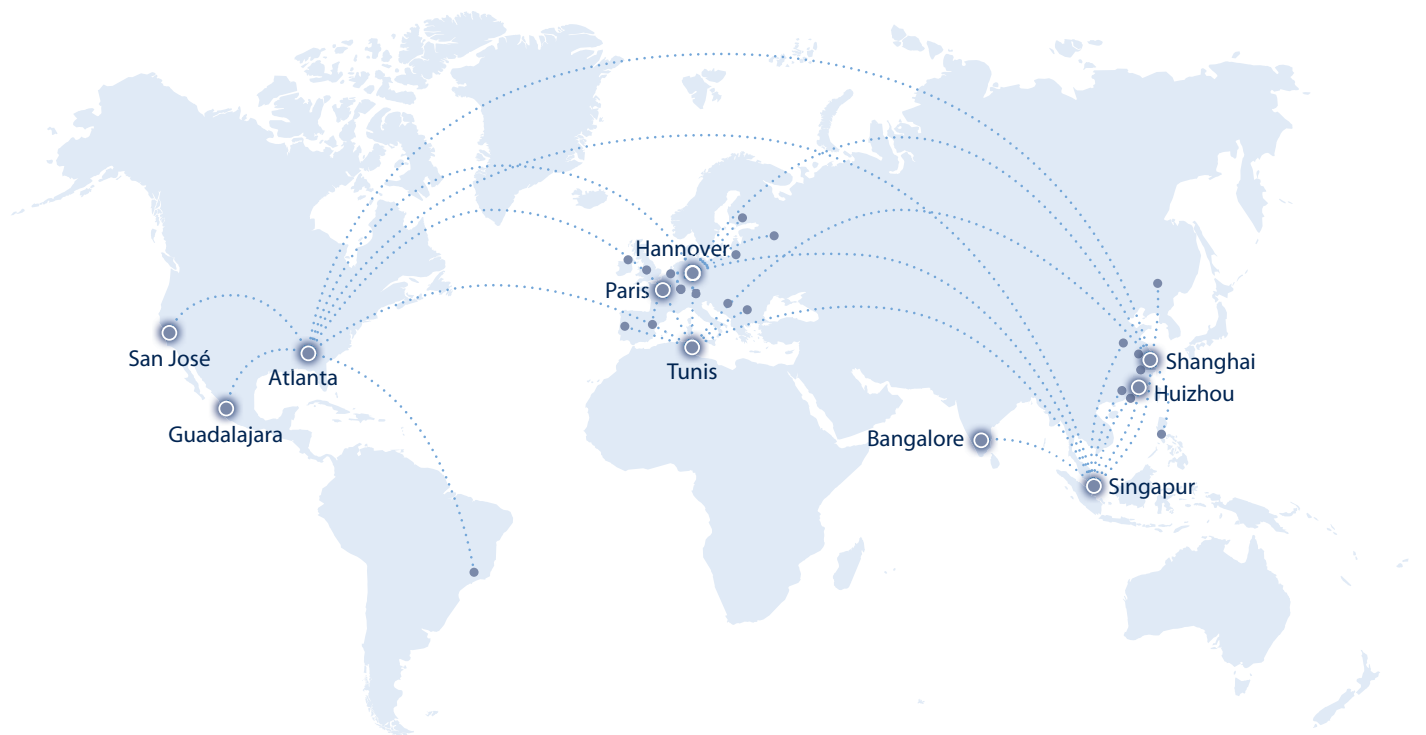 Hannover
Paris
San José
Atlanta
Tunis
Shanghai
Huizhou
Guadalajara
Bangalore
Singapur